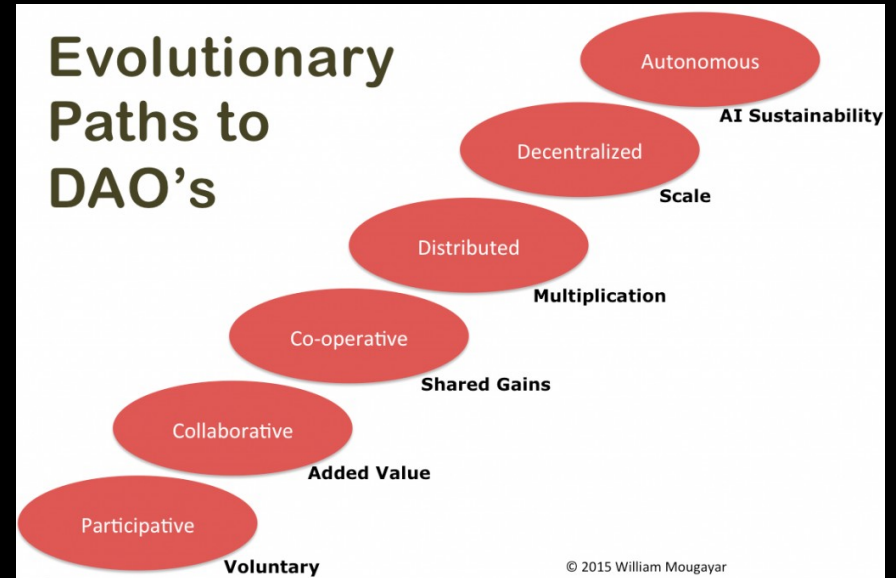 Evolutionary
Paths to
DAO's
Autonomous
AI Sustainability
Decentralized
Scale
Distributed
Multiplication
Co-operative
Shared Gains
Collaborative
Added Value
Participative
Voluntary
© 2015 William Mougayar